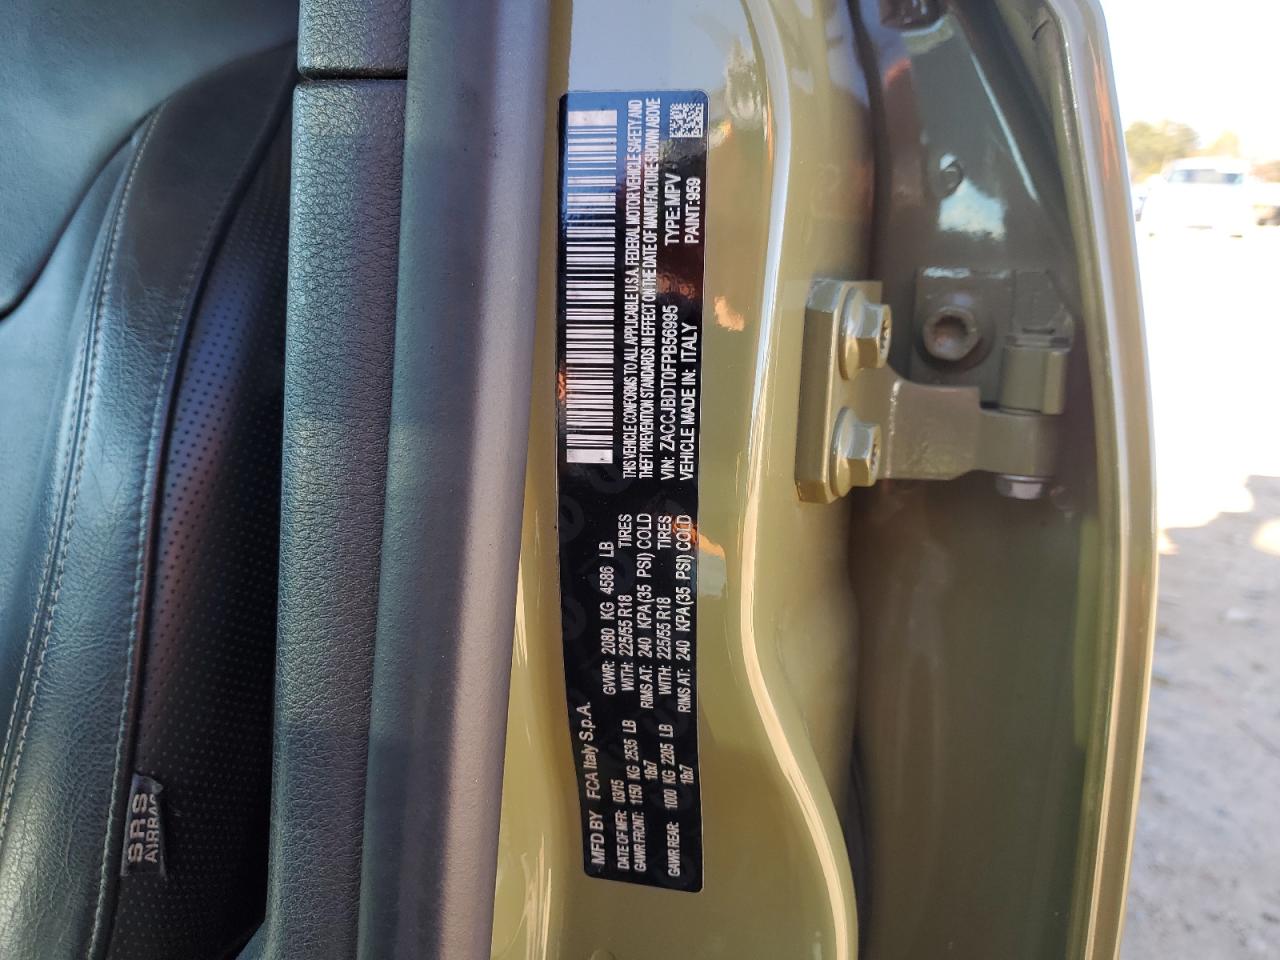 MFD BY FCA Italy S.p.A.
DATE OF MFR: 03/15 GVWR: 2080 KG 4586 LB
GAWR FRONT: 1150 KG 2535 LB WITH: 225/55 R18 TIRES
18x7 RIMS AT: 240 KPA (35 PSI) COLD
GAWR REAR: 1000 KG 2205 LB WITH: 225/55 R18 TIRES
18x7 RIMS AT: 240 KPA (35 PSI) COLD
THIS VEHICLE CONFORMS TO ALL APPLICABLE U.S.A. FEDERAL MOTOR VEHICLE SAFETY AND
THEFT PREVENTION STANDARDS IN EFFECT ON THE DATE OF MANUFACTURE SHOWN ABOVE
VIN: ZACCJBDT0FPB56995 TYPE: MPV
VEHICLE MADE IN: ITALY PAINT: 959
SRS
AIRBAG